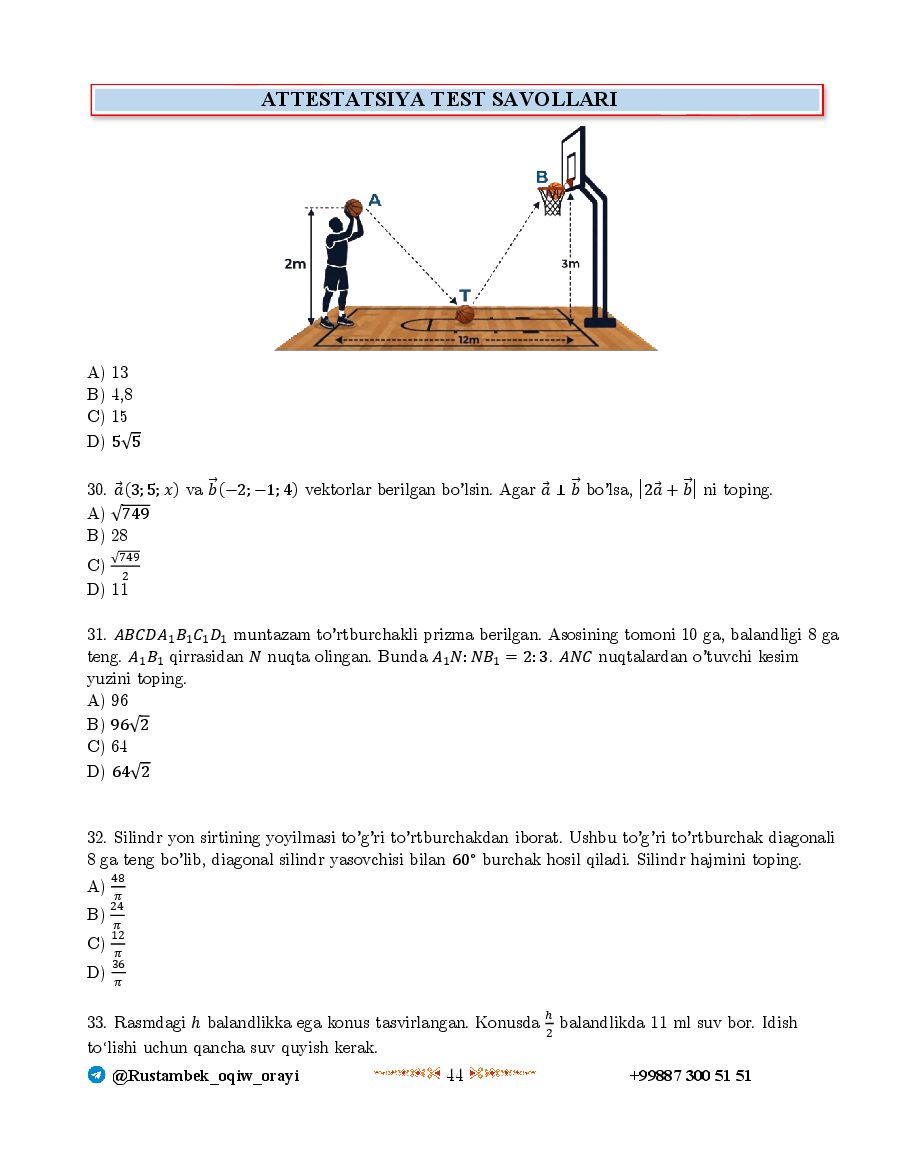 ATTESTATSIYA TEST SAVOLLARI
A
B
2m
3m
T
12m
A) 13
B) 4,8
C) 15
D) 5√5
30. a⃗(3; 5; x) va b⃗(−2; −1; 4) vektorlar berilgan bo'lsin. Agar a⃗ ⊥ b⃗ bo'lsa, |2a⃗ + b⃗| ni toping.
A) √749
B) 28
C) √749/2
D) 11
31. ABCDA₁B₁C₁D₁ muntazam to'rtburchakli prizma berilgan. Asosining tomoni 10 ga, balandligi 8 ga
teng. A₁B₁ qirrasidan N nuqta olingan. Bunda A₁N: NB₁ = 2: 3. ANC nuqtalardan o'tuvchi kesim
yuzini toping.
A) 96
B) 96√2
C) 64
D) 64√2
32. Silindr yon sirtining yoyilmasi to'g'ri to'rtburchakdan iborat. Ushbu to'g'ri to'rtburchak diagonali
8 ga teng bo'lib, diagonal silindr yasovchisi bilan 60° burchak hosil qiladi. Silindr hajmini toping.
A) 48/π
B) 24/π
C) 12/π
D) 36/π
33. Rasmdagi h balandlikka ega konus tasvirlangan. Konusda h/2 balandlikda 11 ml suv bor. Idish
to‘lishi uchun qancha suv quyish kerak.
@Rustambek_oqiw_orayi 44 +99887 300 51 51